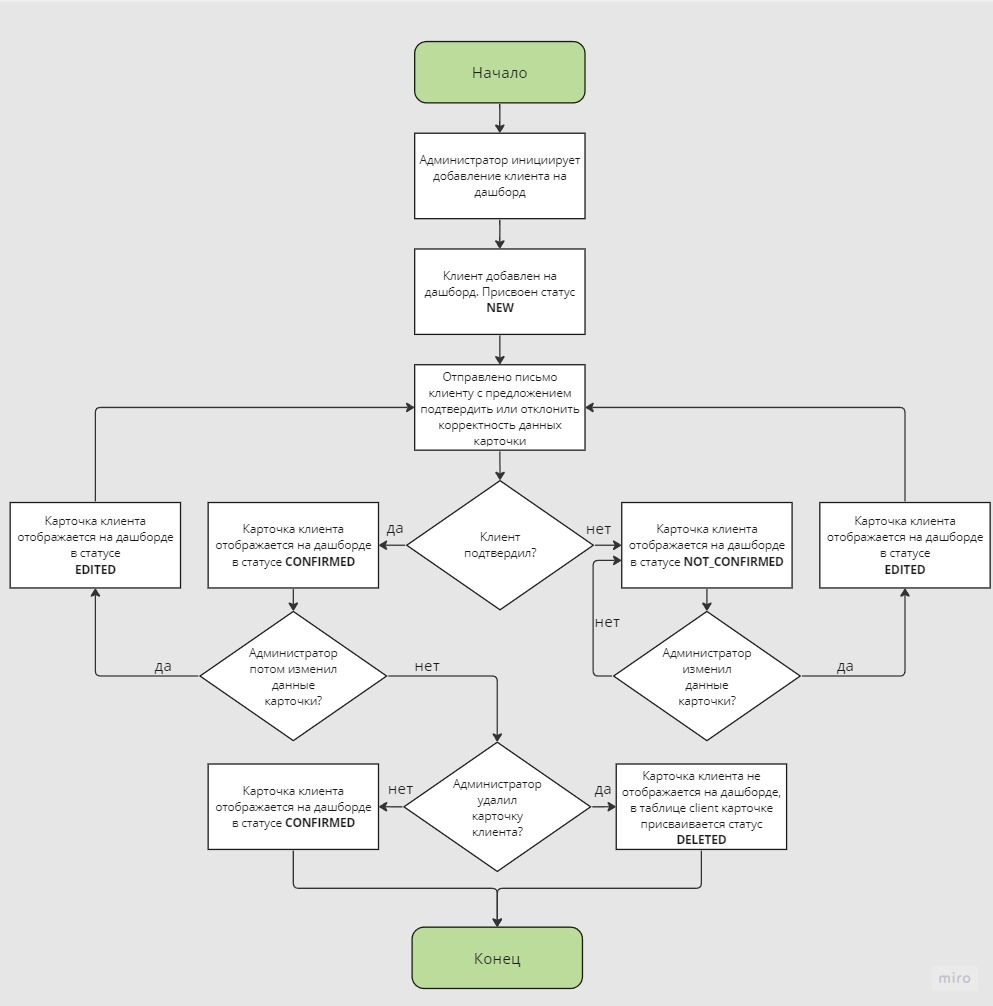 Начало
Администратор инициирует
добавление клиента на
дашборд
Клиент добавлен на
дашборд. Присвоен статус
NEW
Отправлено письмо
клиенту с предложением
подтвердить или отклонить
корректность данных
карточки
Карточка клиента
отображается на дашборде
в статусе
EDITED
Карточка клиента
отображается на дашборде
в статусе CONFIRMED
да
Клиент
подтвердил?
нет
Карточка клиента
отображается на дашборде
в статусе NOT_CONFIRMED
Карточка клиента
отображается на дашборде
в статусе
EDITED
да
Администратор
потом изменил
данные
карточки?
нет
нет
Администратор
изменил
данные
карточки?
да
Карточка клиента
отображается на дашборде
в статусе CONFIRMED
нет
Администратор
удалил
карточку
клиента?
да
Карточка клиента не
отображается на дашборде,
в таблице client карточке
присваивается статус
DELETED
Конец
miro